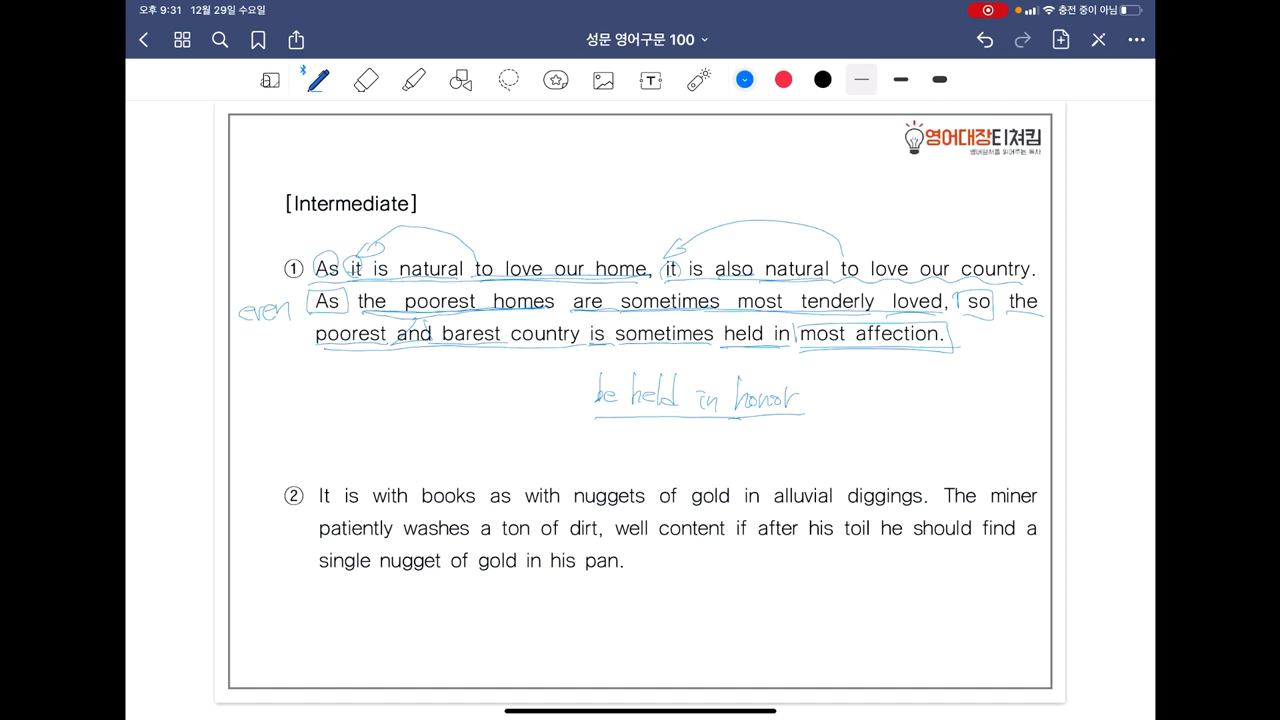 오후 9:31 12월 29일 수요일
충전 중이 아님
성문 영어구문 100
영어대장티쳐킴
[Intermediate]
① As it is natural to love our home, it is also natural to love our country.
even As the poorest homes are sometimes most tenderly loved, so the
poorest and barest country is sometimes held in most affection.
be held in honor
② It is with books as with nuggets of gold in alluvial diggings. The miner
patiently washes a ton of dirt, well content if after his toil he should find a
single nugget of gold in his pan.